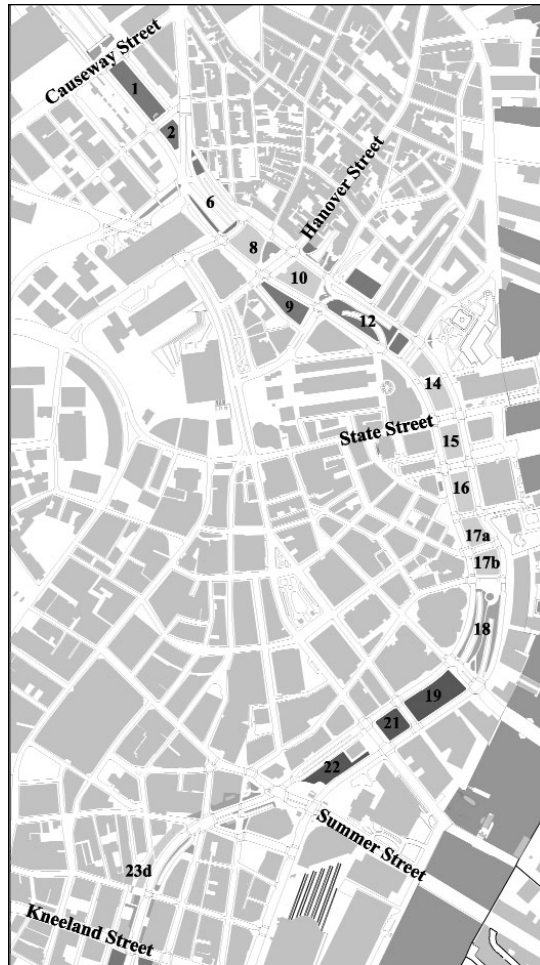 Causeway Street
1
2
Hanover Street
6
8
10
9
12
14
State Street
15
16
17a
17b
18
19
21
22
Summer Street
23d
Kneeland Street